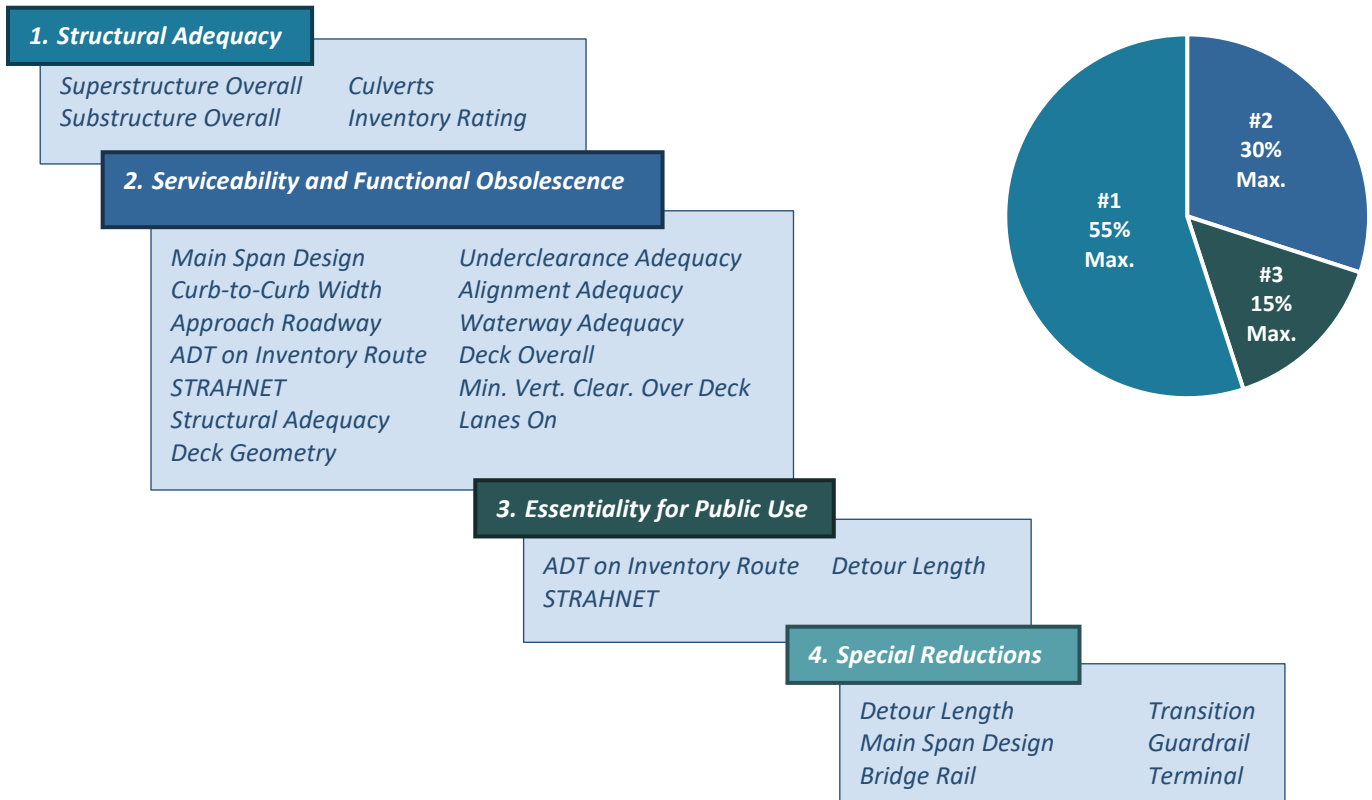 1. Structural Adequacy
Superstructure Overall Culverts
Substructure Overall Inventory Rating
2. Serviceability and Functional Obsolescence
Main Span Design Underclearance Adequacy
Curb-to-Curb Width Alignment Adequacy
Approach Roadway Waterway Adequacy
ADT on Inventory Route Deck Overall
STRAHNET Min. Vert. Clear. Over Deck
Structural Adequacy Lanes On
Deck Geometry
3. Essentiality for Public Use
ADT on Inventory Route Detour Length
STRAHNET
4. Special Reductions
Detour Length Transition
Main Span Design Guardrail
Bridge Rail Terminal
#1
55%
Max.
#2
30%
Max.
#3
15%
Max.